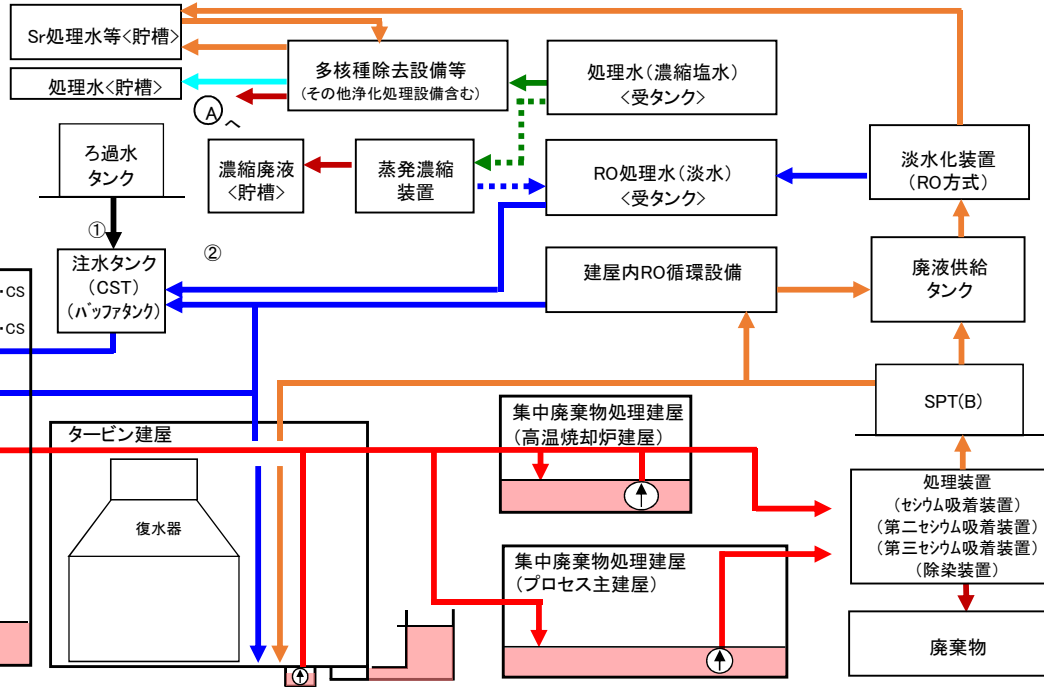 Sr処理水等<貯槽>
処理水<貯槽>
多核種除去設備等
(その他浄化処理設備含む)
Aへ
処理水(濃縮塩水)
<受タンク>
ろ過水
タンク
濃縮廃液
<貯槽>
蒸発濃縮
装置
RO処理水(淡水)
<受タンク>
淡水化装置
(RO方式)
①
②
注水タンク
(CST)
(バッファタンク)
建屋内RO循環設備
廃液供給
タンク
・CS
・CS
SPT(B)
タービン建屋
復水器
集中廃棄物処理建屋
(高温焼却炉建屋)
集中廃棄物処理建屋
(プロセス主建屋)
処理装置
(セシウム吸着装置)
(第二セシウム吸着装置)
(第三セシウム吸着装置)
(除染装置)
廃棄物